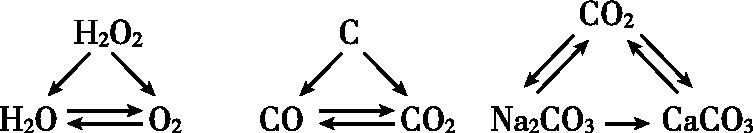 H₂O₂ C CO₂
H₂O O₂ CO CO₂ Na₂CO₃ CaCO₃